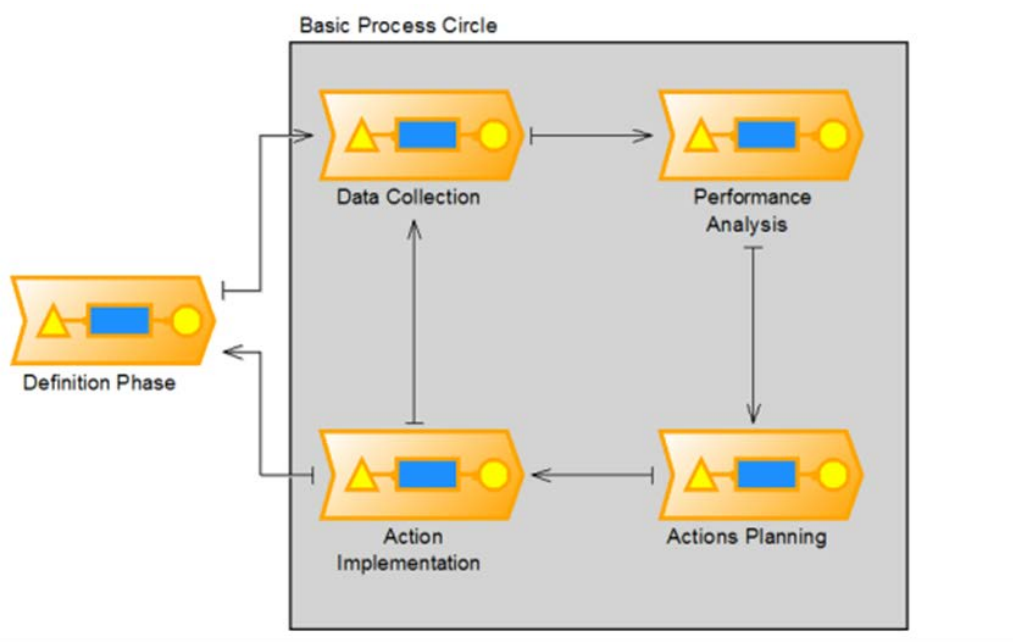 Basic Process Circle
Data Collection
Performance
Analysis
Definition Phase
Action
Implementation
Actions Planning